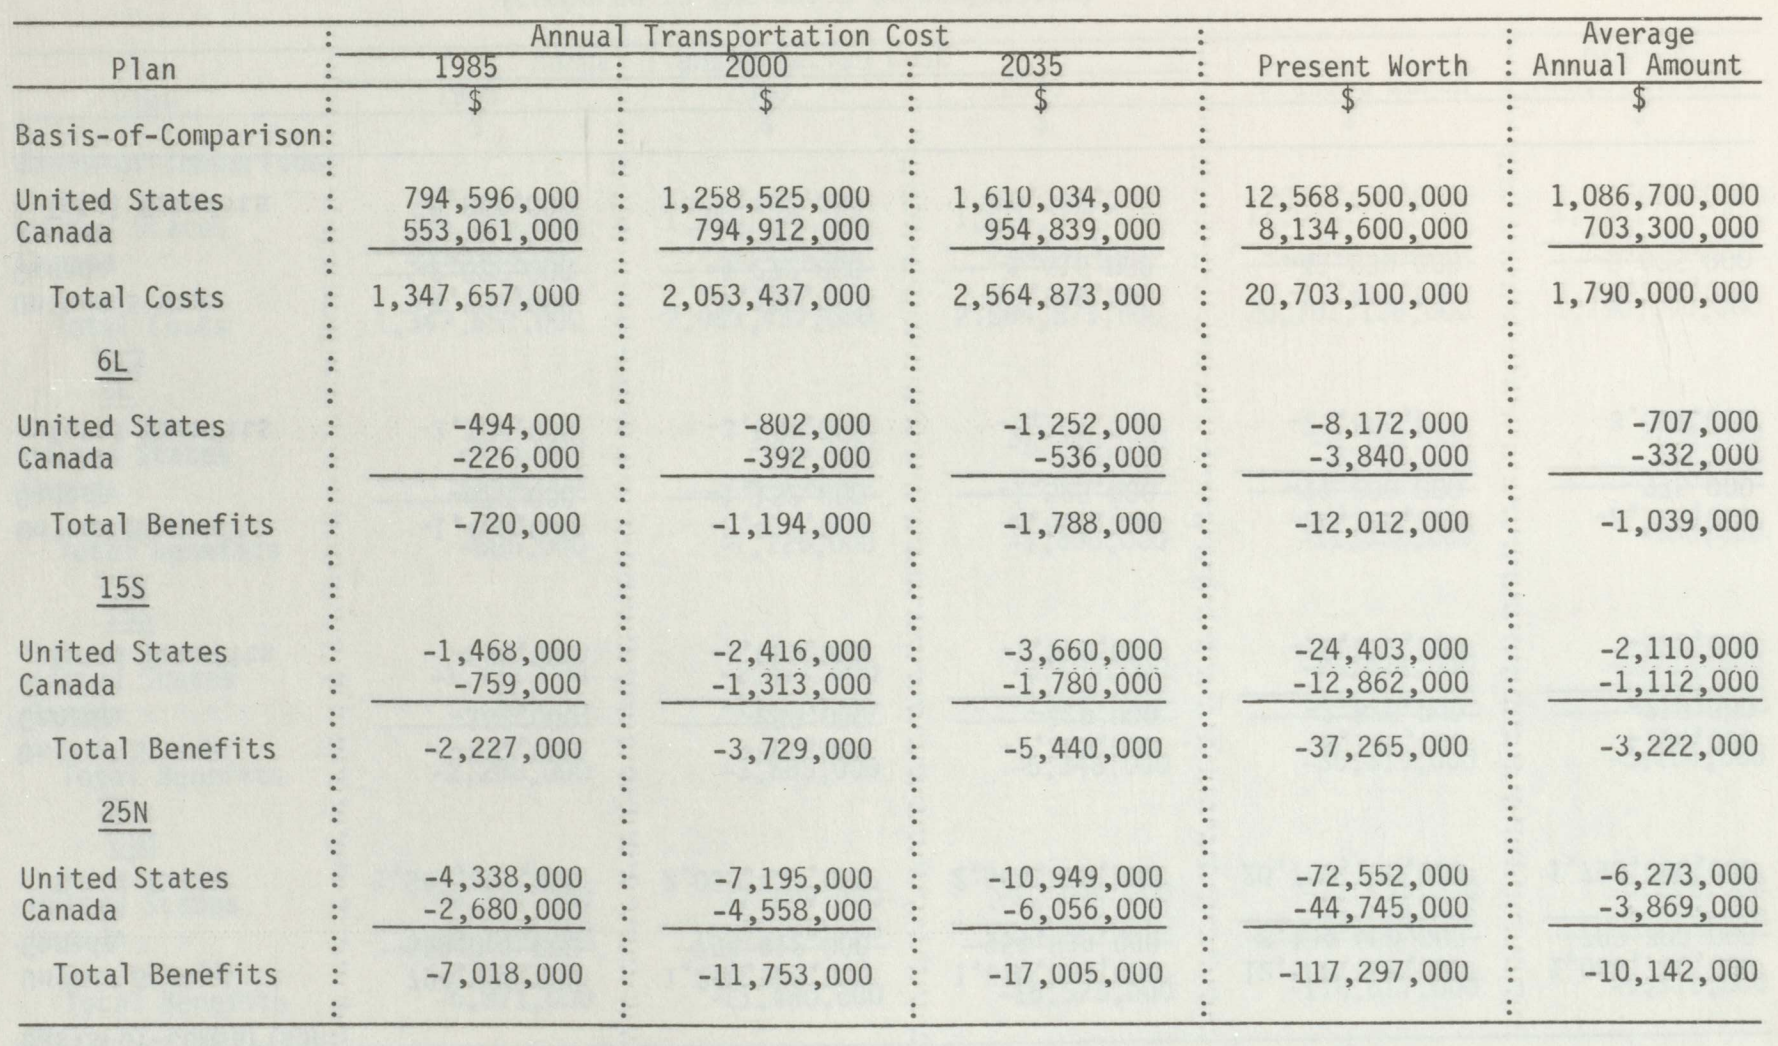 Annual Transportation Cost : : Average
Plan : 1985 : 2000 : 2035 : Present Worth : Annual Amount
: $ : $ : $ : $ : $
Basis-of-Comparison:
United States : 794,596,000 : 1,258,525,000 : 1,610,034,000 : 12,568,500,000 : 1,086,700,000
Canada : 553,061,000 : 794,912,000 : 954,839,000 : 8,134,600,000 : 703,300,000
Total Costs : 1,347,657,000 : 2,053,437,000 : 2,564,873,000 : 20,703,100,000 : 1,790,000,000
6L
United States : -494,000 : -802,000 : -1,252,000 : -8,172,000 : -707,000
Canada : -226,000 : -392,000 : -536,000 : -3,840,000 : -332,000
Total Benefits : -720,000 : -1,194,000 : -1,788,000 : -12,012,000 : -1,039,000
15S
United States : -1,468,000 : -2,416,000 : -3,660,000 : -24,403,000 : -2,110,000
Canada : -759,000 : -1,313,000 : -1,780,000 : -12,862,000 : -1,112,000
Total Benefits : -2,227,000 : -3,729,000 : -5,440,000 : -37,265,000 : -3,222,000
25N
United States : -4,338,000 : -7,195,000 : -10,949,000 : -72,552,000 : -6,273,000
Canada : -2,680,000 : -4,558,000 : -6,056,000 : -44,745,000 : -3,869,000
Total Benefits : -7,018,000 : -11,753,000 : -17,005,000 : -117,297,000 : -10,142,000